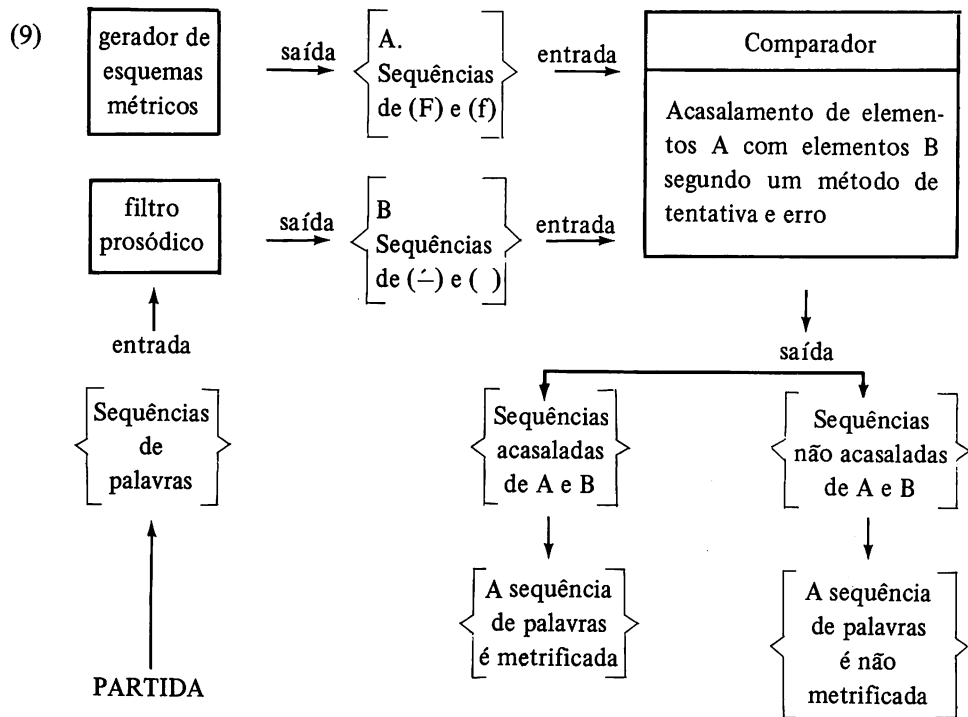 (9)
gerador de
esquemas
métricos
saída
A.
Sequências
de (F) e (f)
entrada
Comparador
Acasalamento de elemen-
tos A com elementos B
segundo um método de
tentativa e erro
filtro
prosódico
saída
B
Sequências
de (–́) e ( )
entrada
entrada
saída
Sequências
de
palavras
Sequências
acasaladas
de A e B
Sequências
não acasaladas
de A e B
A sequência
de palavras
é metrificada
A sequência
de palavras
é não
metrificada
PARTIDA